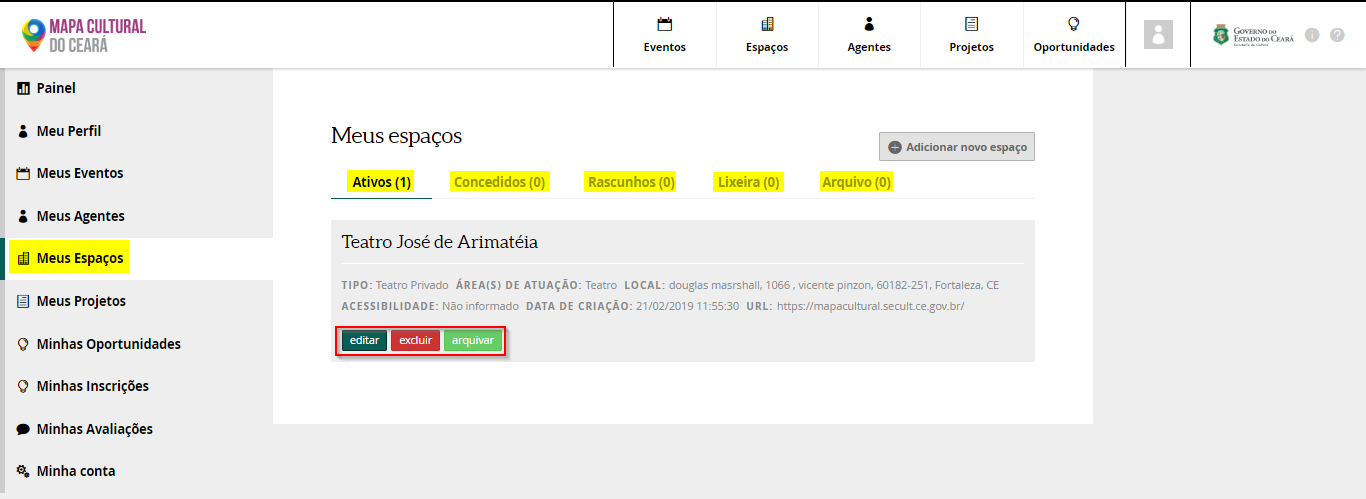 MAPA CULTURAL
DO CEARÁ
Eventos
Espaços
Agentes
Projetos
Oportunidades
GOVERNO DO
ESTADO DO CEARÁ
Secretaria da Cultura
i
?
Painel
Meu Perfil
Meus Eventos
Meus Agentes
Meus Espaços
Meus Projetos
Minhas Oportunidades
Minhas Inscrições
Minhas Avaliações
Minha conta
Meus espaços
Adicionar novo espaço
Ativos (1) Concedidos (0) Rascunhos (0) Lixeira (0) Arquivo (0)
Teatro José de Arimatéia
TIPO: Teatro Privado ÁREA(S) DE ATUAÇÃO: Teatro LOCAL: douglas masrshall, 1066 , vicente pinzon, 60182-251, Fortaleza, CE
ACESSIBILIDADE: Não informado DATA DE CRIAÇÃO: 21/02/2019 11:55:30 URL: https://mapacultural.secult.ce.gov.br/
editar excluir arquivar